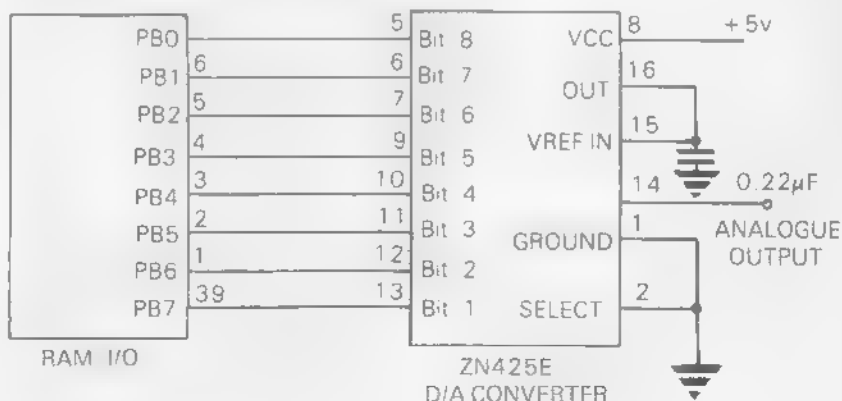 PB0 5 Bit 8 VCC 8 +5v
PB1 6 6 Bit 7 OUT 16
PB2 5 7 Bit 6
PB3 4 9 Bit 5 VREF IN 15
PB4 3 10 Bit 4 14 0.22µF
PB5 2 11 Bit 3 GROUND 1 ANALOGUE
PB6 1 12 Bit 2 OUTPUT
PB7 39 13 Bit 1 SELECT 2
RAM I/O
ZN425E
D/A CONVERTER